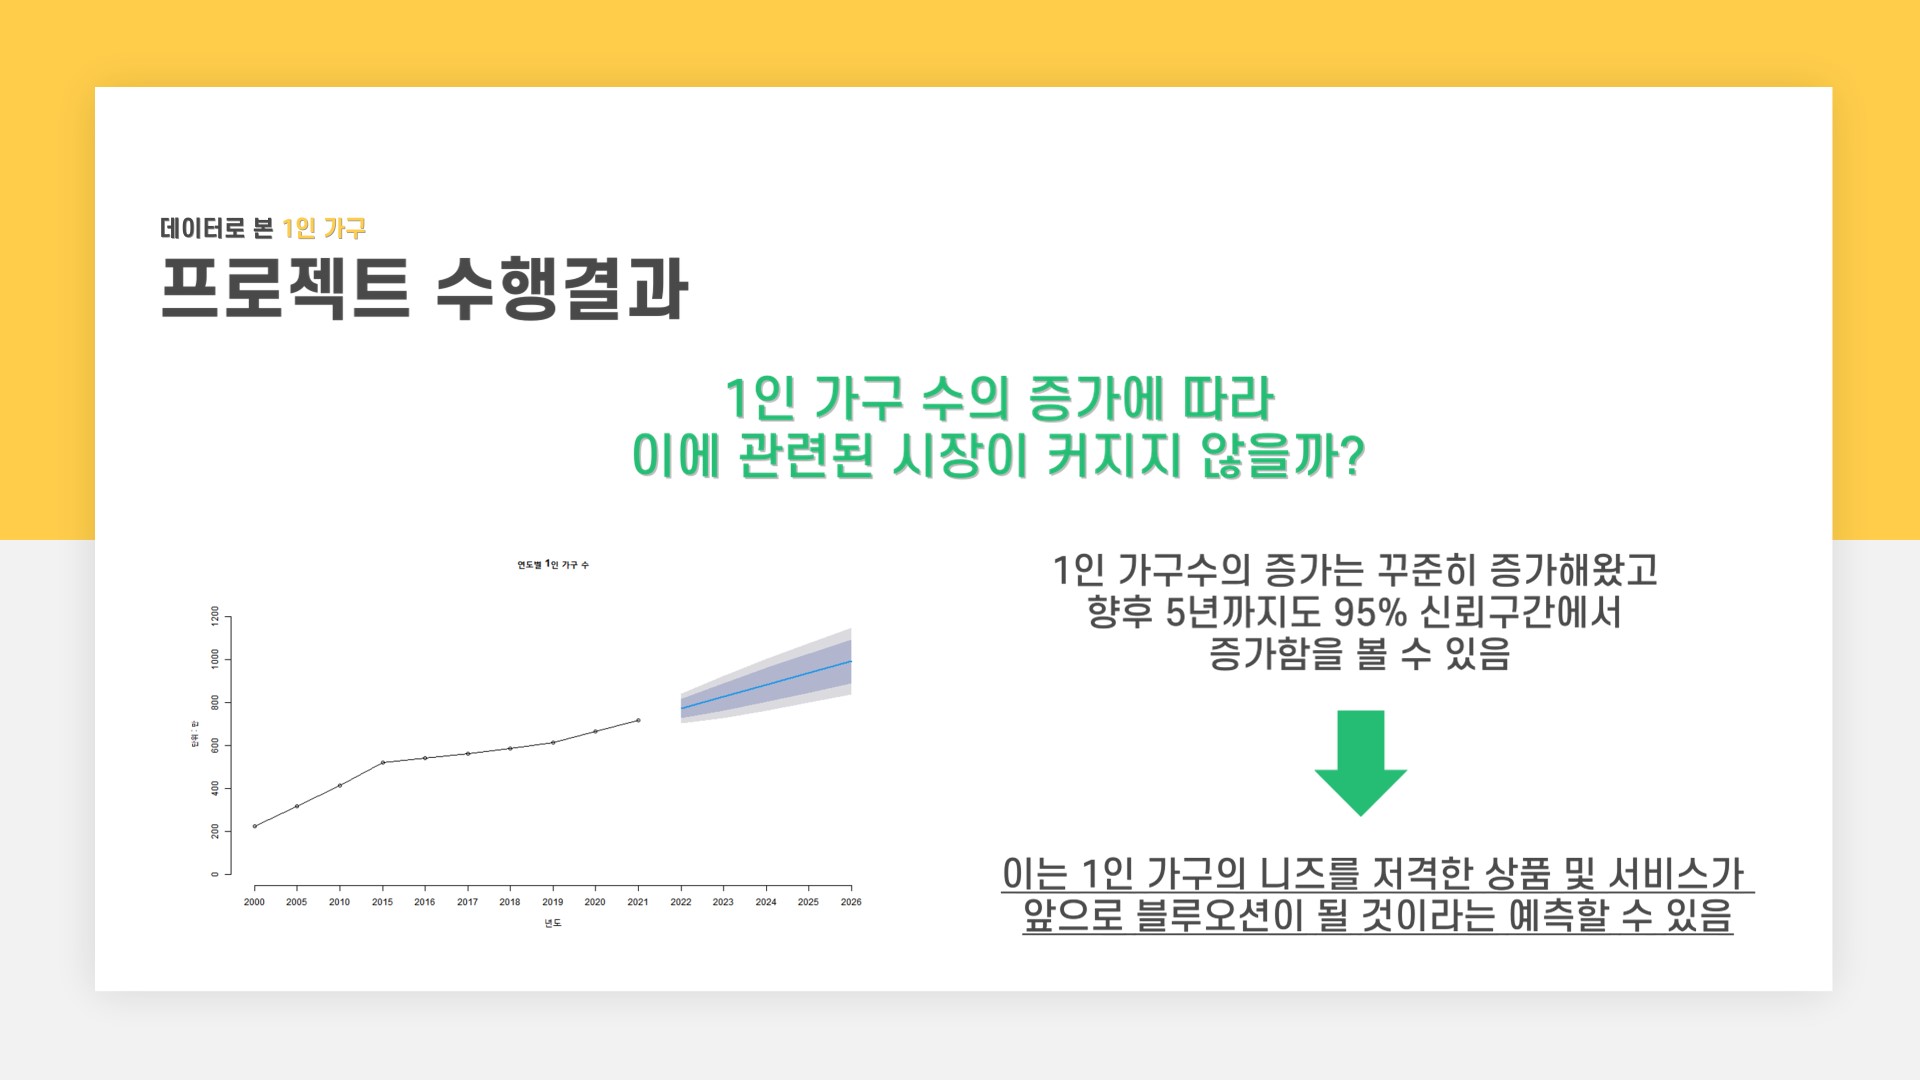 데이터로 본 1인 가구
프로젝트 수행결과
1인 가구 수의 증가에 따라
이에 관련된 시장이 커지지 않을까?
연도별 1인 가구 수
단위 : 만
1200
1000
800
600
400
200
0
2000 2005 2010 2015 2016 2017 2018 2019 2020 2021 2022 2023 2024 2025 2026
년도
1인 가구수의 증가는 꾸준히 증가해왔고
향후 5년까지도 95% 신뢰구간에서
증가함을 볼 수 있음
이는 1인 가구의 니즈를 저격한 상품 및 서비스가
앞으로 블루오션이 될 것이라는 예측할 수 있음